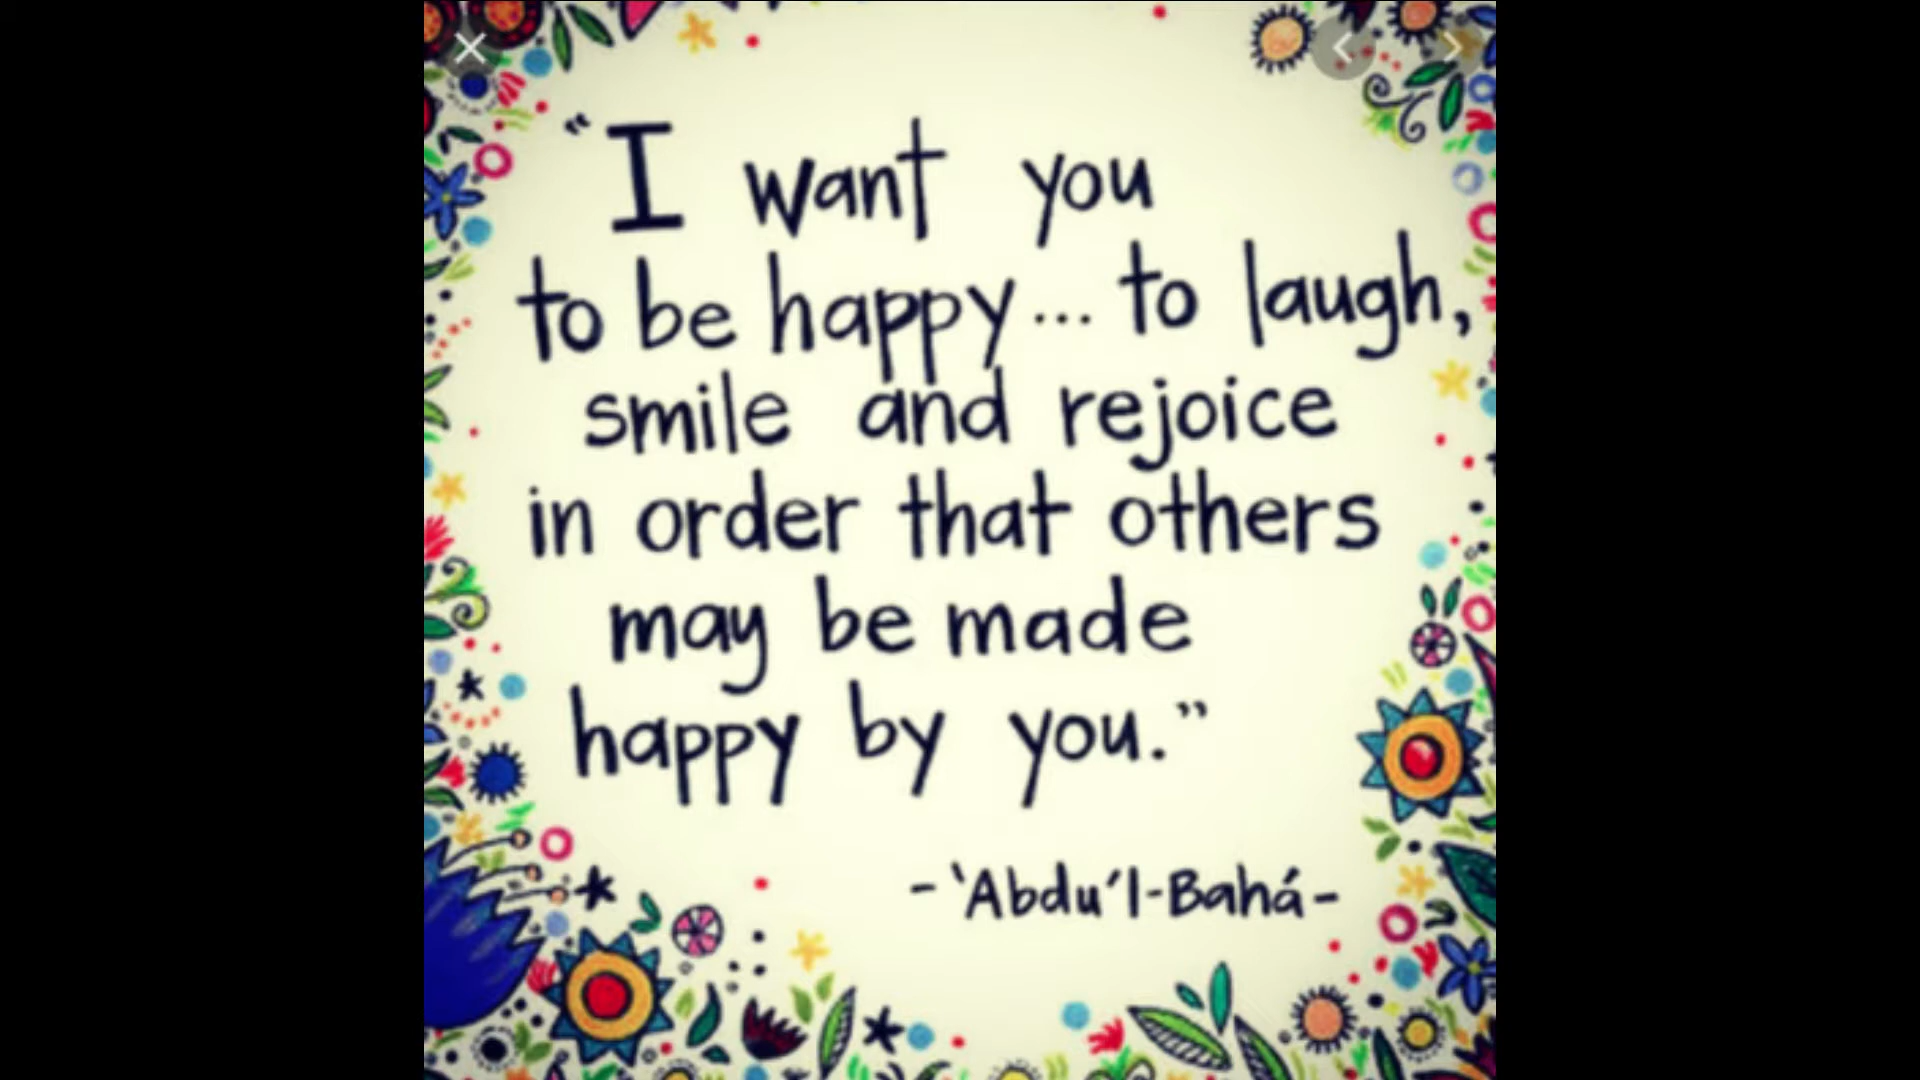 “I want you
to be happy... to laugh,
smile and rejoice
in order that others
may be made
happy by you.”
-‘Abdu’l-Bahá-